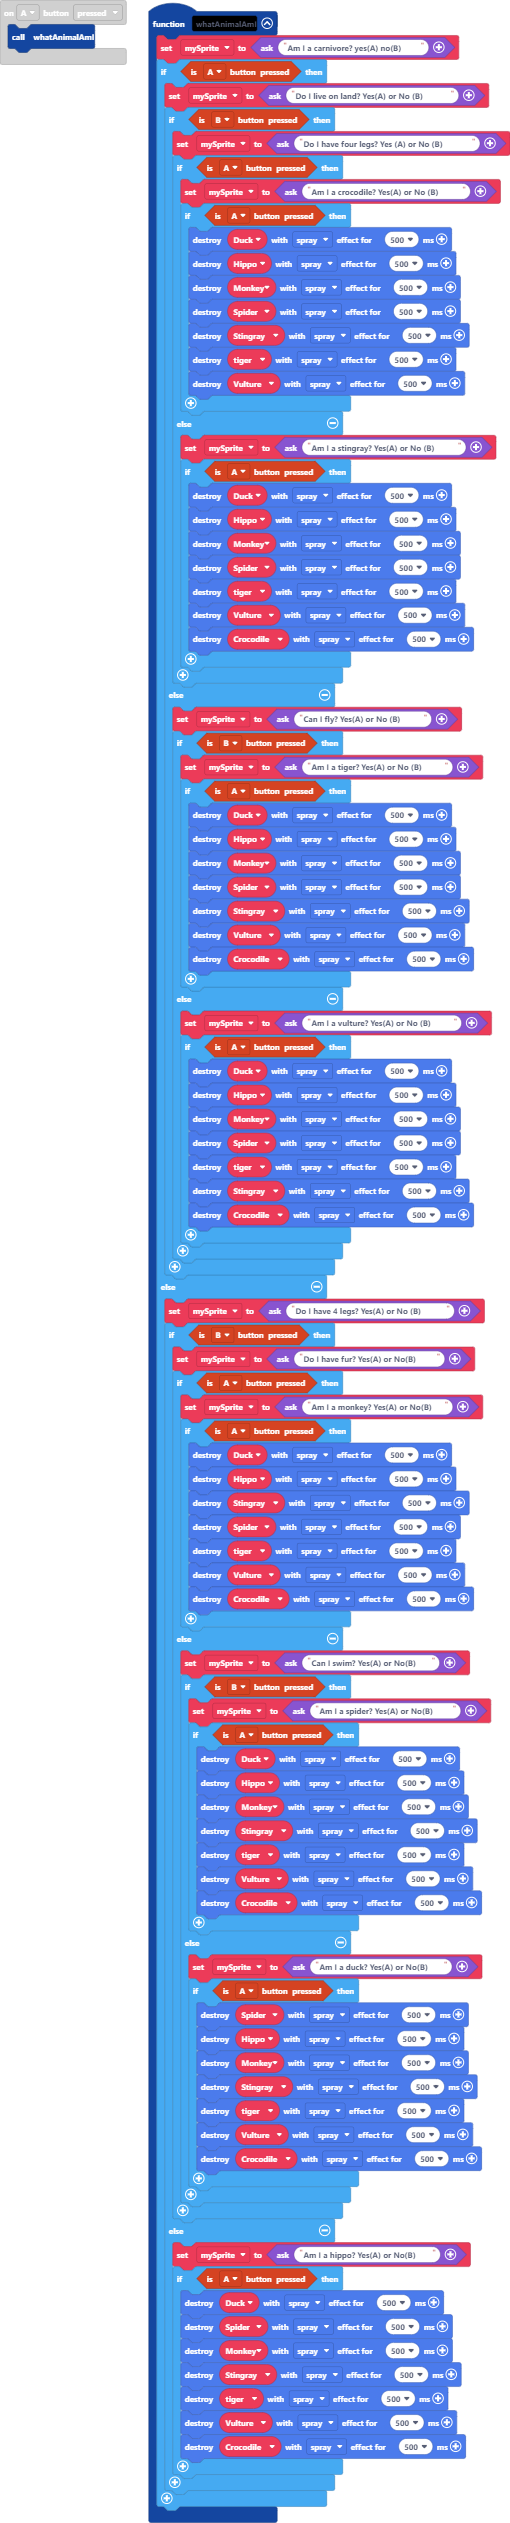 on A button pressed
call whatAnimalAmI
function whatAnimalAmI
set mySprite to ask "Am I a carnivore? yes(A) no(B)"
if is A button pressed then
set mySprite to ask "Do I live on land? Yes(A) or No (B)"
if is B button pressed then
set mySprite to ask "Do I have four legs? Yes (A) or No (B)"
if is A button pressed then
set mySprite to ask "Am I a crocodile? Yes(A) or No (B)"
if is A button pressed then
destroy Duck with spray effect for 500 ms
destroy Hippo with spray effect for 500 ms
destroy Monkey with spray effect for 500 ms
destroy Spider with spray effect for 500 ms
destroy Stingray with spray effect for 500 ms
destroy tiger with spray effect for 500 ms
destroy Vulture with spray effect for 500 ms
else
set mySprite to ask "Am I a stingray? Yes(A) or No (B)"
if is A button pressed then
destroy Duck with spray effect for 500 ms
destroy Hippo with spray effect for 500 ms
destroy Monkey with spray effect for 500 ms
destroy Spider with spray effect for 500 ms
destroy tiger with spray effect for 500 ms
destroy Vulture with spray effect for 500 ms
destroy Crocodile with spray effect for 500 ms
else
set mySprite to ask "Can I fly? Yes(A) or No (B)"
if is B button pressed then
set mySprite to ask "Am I a tiger? Yes(A) or No (B)"
if is A button pressed then
destroy Duck with spray effect for 500 ms
destroy Hippo with spray effect for 500 ms
destroy Monkey with spray effect for 500 ms
destroy Spider with spray effect for 500 ms
destroy Stingray with spray effect for 500 ms
destroy Vulture with spray effect for 500 ms
destroy Crocodile with spray effect for 500 ms
else
set mySprite to ask "Am I a vulture? Yes(A) or No (B)"
if is A button pressed then
destroy Duck with spray effect for 500 ms
destroy Hippo with spray effect for 500 ms
destroy Monkey with spray effect for 500 ms
destroy Spider with spray effect for 500 ms
destroy tiger with spray effect for 500 ms
destroy Stingray with spray effect for 500 ms
destroy Crocodile with spray effect for 500 ms
else
set mySprite to ask "Do I have 4 legs? Yes(A) or No (B)"
if is B button pressed then
set mySprite to ask "Do I have fur? Yes(A) or No(B)"
if is A button pressed then
set mySprite to ask "Am I a monkey? Yes(A) or No(B)"
if is A button pressed then
destroy Duck with spray effect for 500 ms
destroy Hippo with spray effect for 500 ms
destroy Stingray with spray effect for 500 ms
destroy Spider with spray effect for 500 ms
destroy tiger with spray effect for 500 ms
destroy Vulture with spray effect for 500 ms
destroy Crocodile with spray effect for 500 ms
else
set mySprite to ask "Can I swim? Yes(A) or No(B)"
if is B button pressed then
set mySprite to ask "Am I a spider? Yes(A) or No(B)"
if is A button pressed then
destroy Duck with spray effect for 500 ms
destroy Hippo with spray effect for 500 ms
destroy Monkey with spray effect for 500 ms
destroy Stingray with spray effect for 500 ms
destroy tiger with spray effect for 500 ms
destroy Vulture with spray effect for 500 ms
destroy Crocodile with spray effect for 500 ms
else
set mySprite to ask "Am I a duck? Yes(A) or No(B)"
if is A button pressed then
destroy Spider with spray effect for 500 ms
destroy Hippo with spray effect for 500 ms
destroy Monkey with spray effect for 500 ms
destroy Stingray with spray effect for 500 ms
destroy tiger with spray effect for 500 ms
destroy Vulture with spray effect for 500 ms
destroy Crocodile with spray effect for 500 ms
else
set mySprite to ask "Am I a hippo? Yes(A) or No(B)"
if is A button pressed then
destroy Duck with spray effect for 500 ms
destroy Spider with spray effect for 500 ms
destroy Monkey with spray effect for 500 ms
destroy Stingray with spray effect for 500 ms
destroy tiger with spray effect for 500 ms
destroy Vulture with spray effect for 500 ms
destroy Crocodile with spray effect for 500 ms